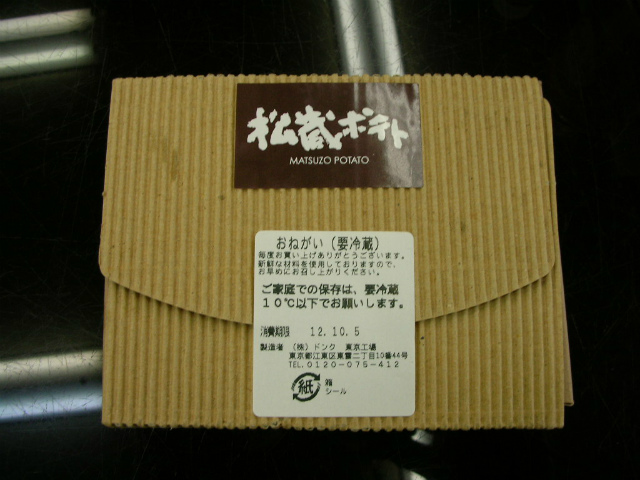 松蔵ポテト
MATSUZO POTATO
おねがい(要冷蔵)
毎度お買い上げありがとうございます。
新鮮な材料を使用しておりますので、
お早めにお召し上がりください。
ご家庭での保存は、要冷蔵
10℃以下でお願いします。
消費期限 12.10.5
製造者 (株)ドンク 東京工場
東京都江東区東雲二丁目10番44号
TEL.0120-075-412
紙
箱
シール